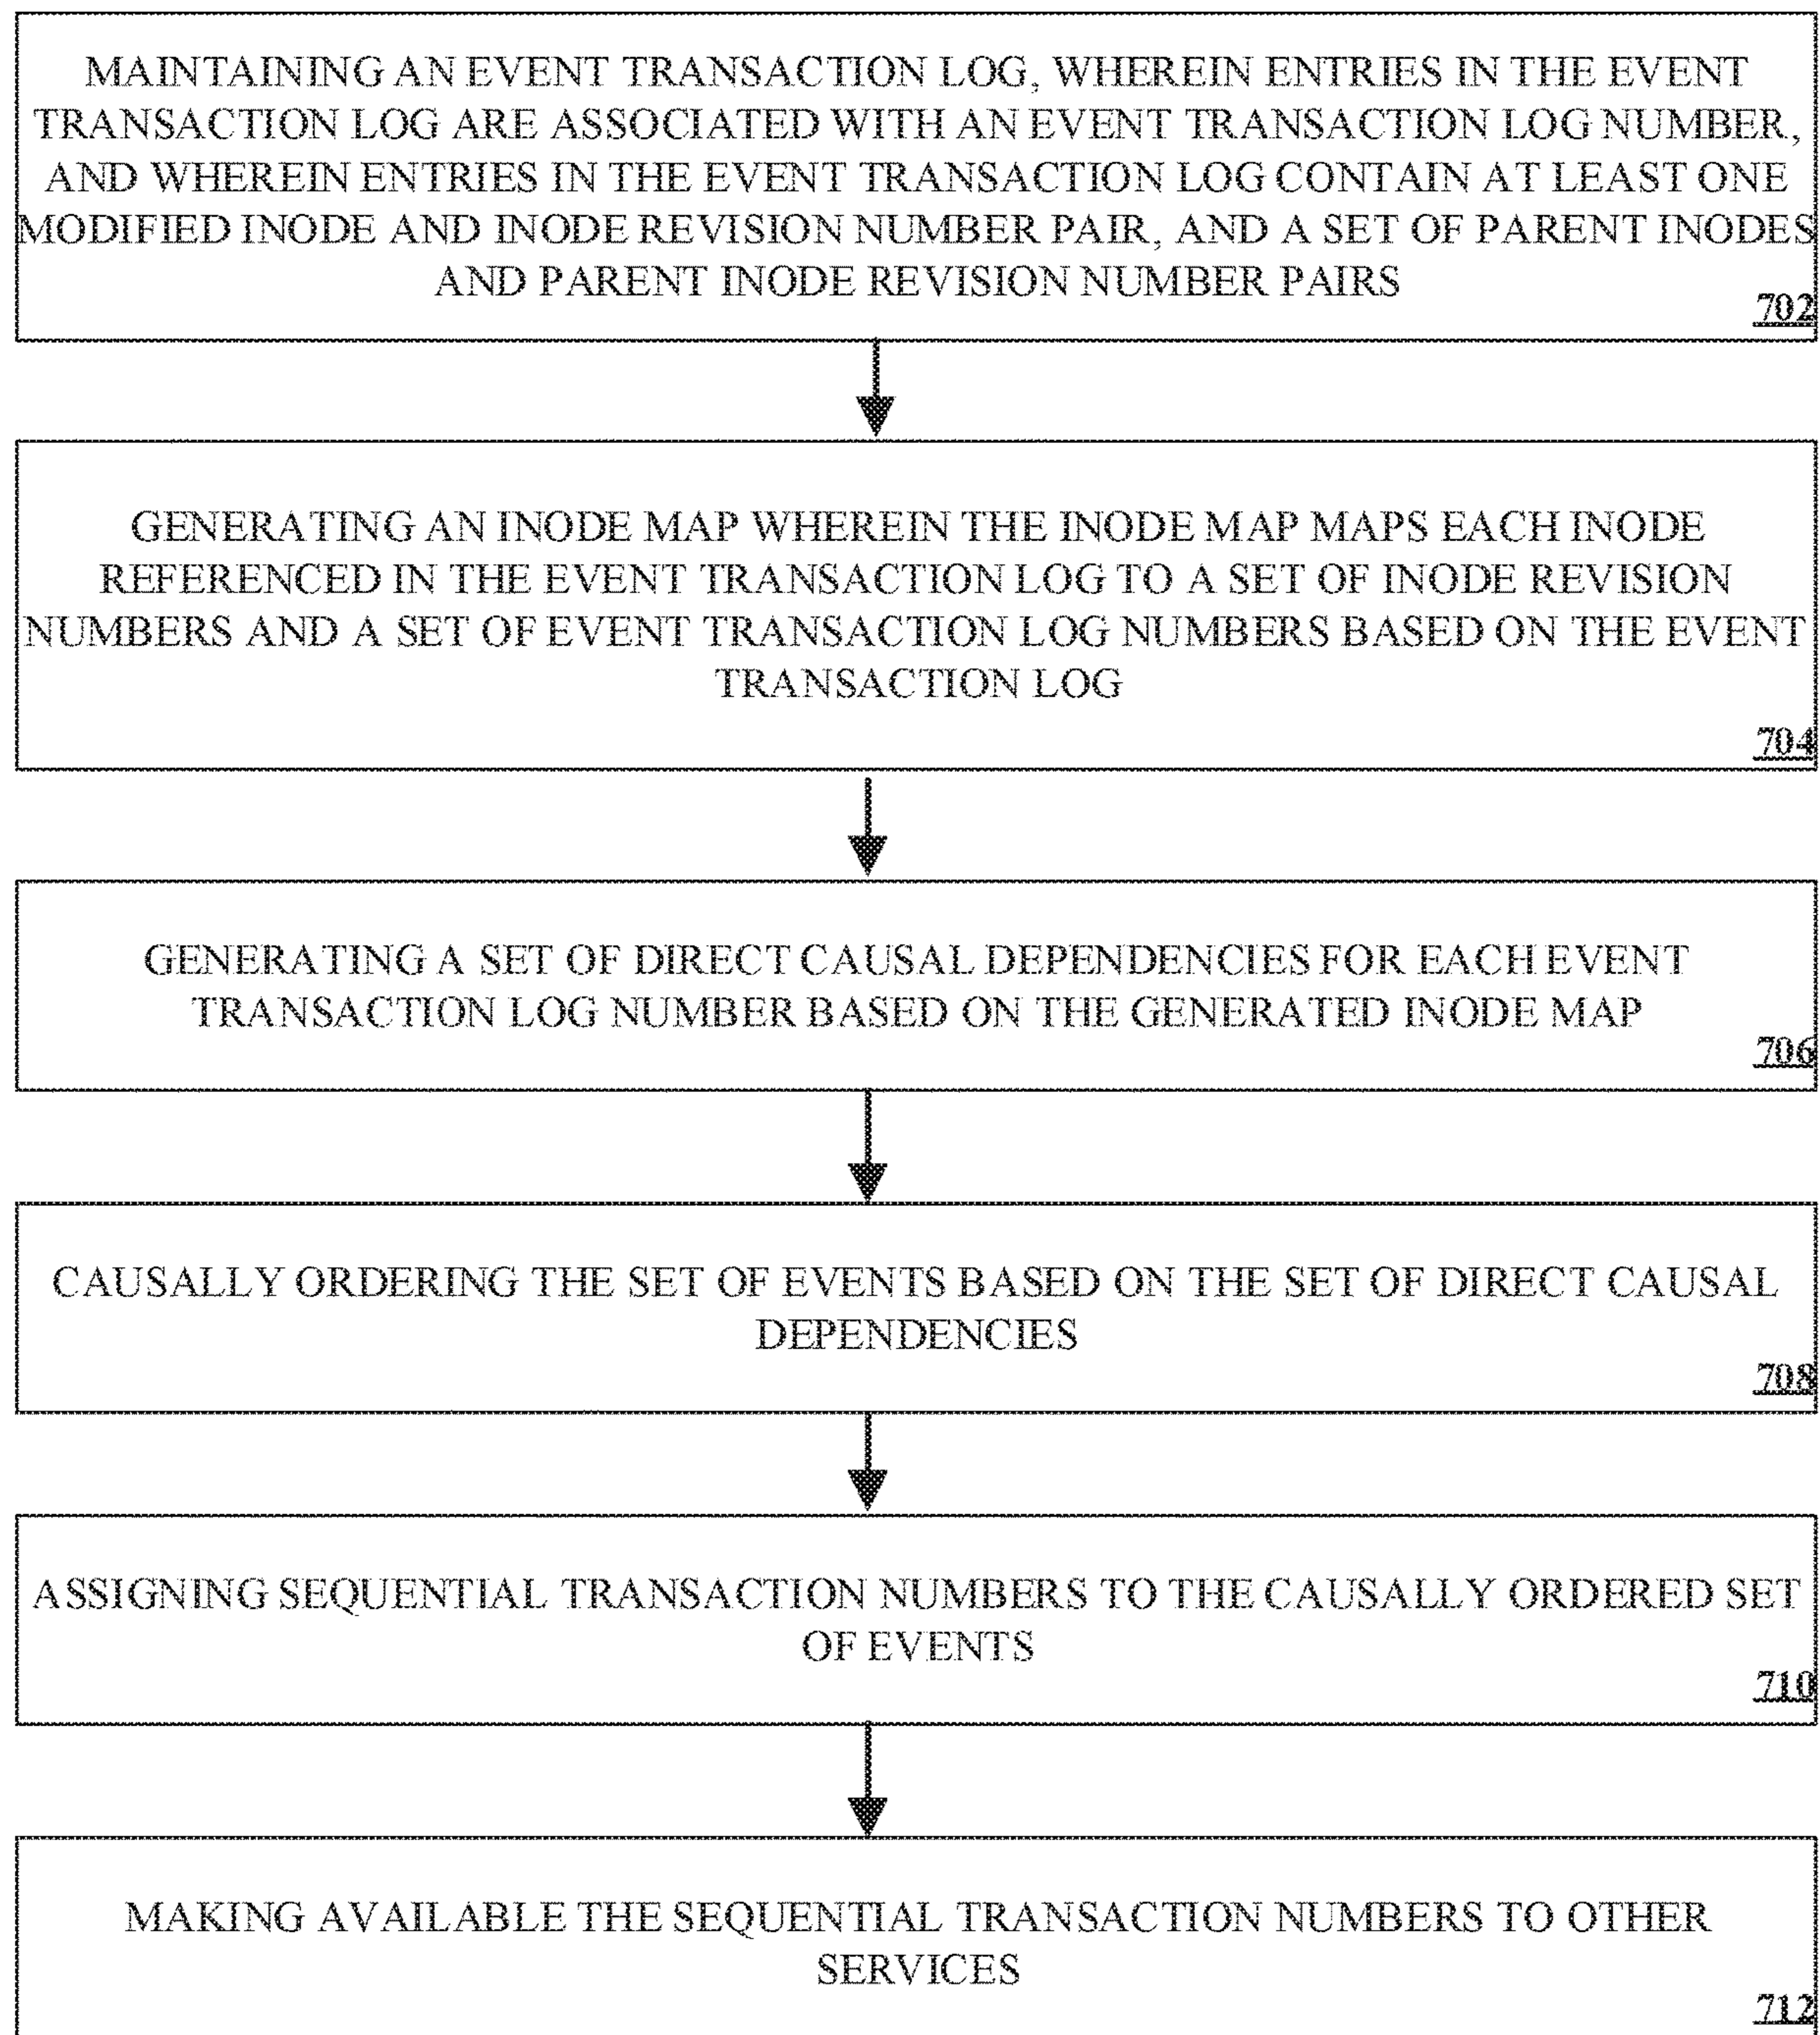 MAINTAINING AN EVENT TRANSACTION LOG, WHEREIN ENTRIES IN THE EVENT
TRANSACTION LOG ARE ASSOCIATED WITH AN EVENT TRANSACTION LOG NUMBER,
AND WHEREIN ENTRIES IN THE EVENT TRANSACTION LOG CONTAIN AT LEAST ONE
MODIFIED INODE AND INODE REVISION NUMBER PAIR, AND A SET OF PARENT INODES
AND PARENT INODE REVISION NUMBER PAIRS
702
GENERATING AN INODE MAP WHEREIN THE INODE MAP MAPS EACH INODE
REFERENCED IN THE EVENT TRANSACTION LOG TO A SET OF INODE REVISION
NUMBERS AND A SET OF EVENT TRANSACTION LOG NUMBERS BASED ON THE EVENT
TRANSACTION LOG
704
GENERATING A SET OF DIRECT CAUSAL DEPENDENCIES FOR EACH EVENT
TRANSACTION LOG NUMBER BASED ON THE GENERATED INODE MAP
706
CAUSALLY ORDERING THE SET OF EVENTS BASED ON THE SET OF DIRECT CAUSAL
DEPENDENCIES
708
ASSIGNING SEQUENTIAL TRANSACTION NUMBERS TO THE CAUSALLY ORDERED SET
OF EVENTS
710
MAKING AVAILABLE THE SEQUENTIAL TRANSACTION NUMBERS TO OTHER
SERVICES
712